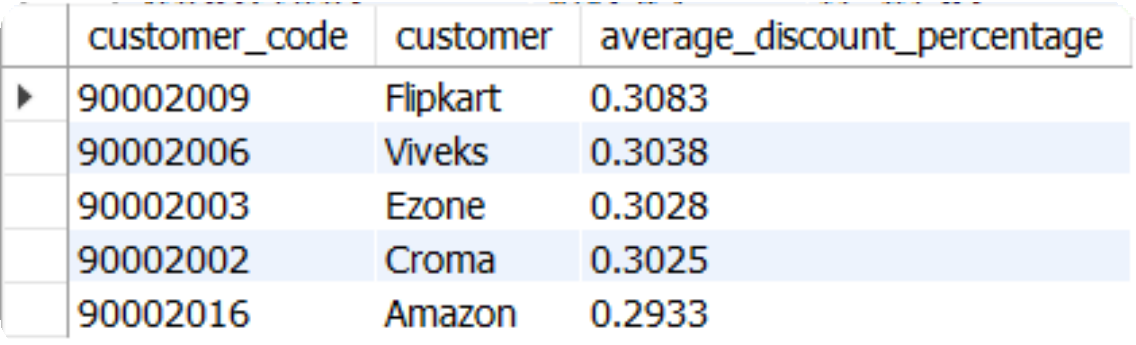 customer_code customer average_discount_percentage
90002009 Flipkart 0.3083
90002006 Viveks 0.3038
90002003 Ezone 0.3028
90002002 Croma 0.3025
90002016 Amazon 0.2933